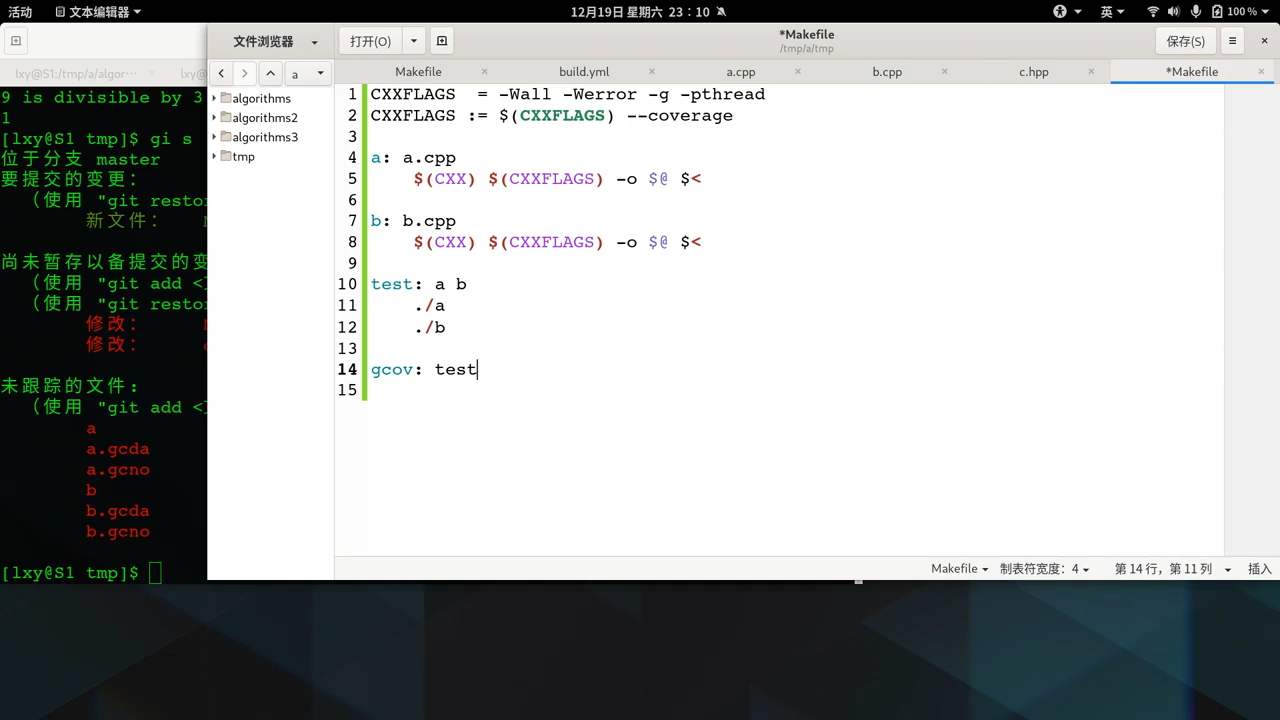 活动 文本编辑器 12月19日 星期六 23：10 英 100 %
文件浏览器 打开(O) *Makefile 保存(S)
/tmp/a/tmp
lxy@S1:/tmp/a/algor··· × lxy@
a
Makefile × build.yml × a.cpp × b.cpp × c.hpp × *Makefile ×
9 is divisible by 3
1
[lxy@S1 tmp]$ gi s
位于分支 master
要提交的变更：
（使用 "git resto
新文件：
尚未暂存以备提交的变
（使用 "git add <
（使用 "git resto
修改：
修改：
未跟踪的文件：
（使用 "git add <
a
a.gcda
a.gcno
b
b.gcda
b.gcno
[lxy@S1 tmp]$
algorithms
algorithms2
algorithms3
tmp
1 CXXFLAGS  = -Wall -Werror -g -pthread
2 CXXFLAGS := $(CXXFLAGS) --coverage
3
4 a: a.cpp
5     $(CXX) $(CXXFLAGS) -o $@ $<
6
7 b: b.cpp
8     $(CXX) $(CXXFLAGS) -o $@ $<
9
10 test: a b
11     ./a
12     ./b
13
14 gcov: test
15
Makefile 制表符宽度：4 第 14 行，第 11 列 插入